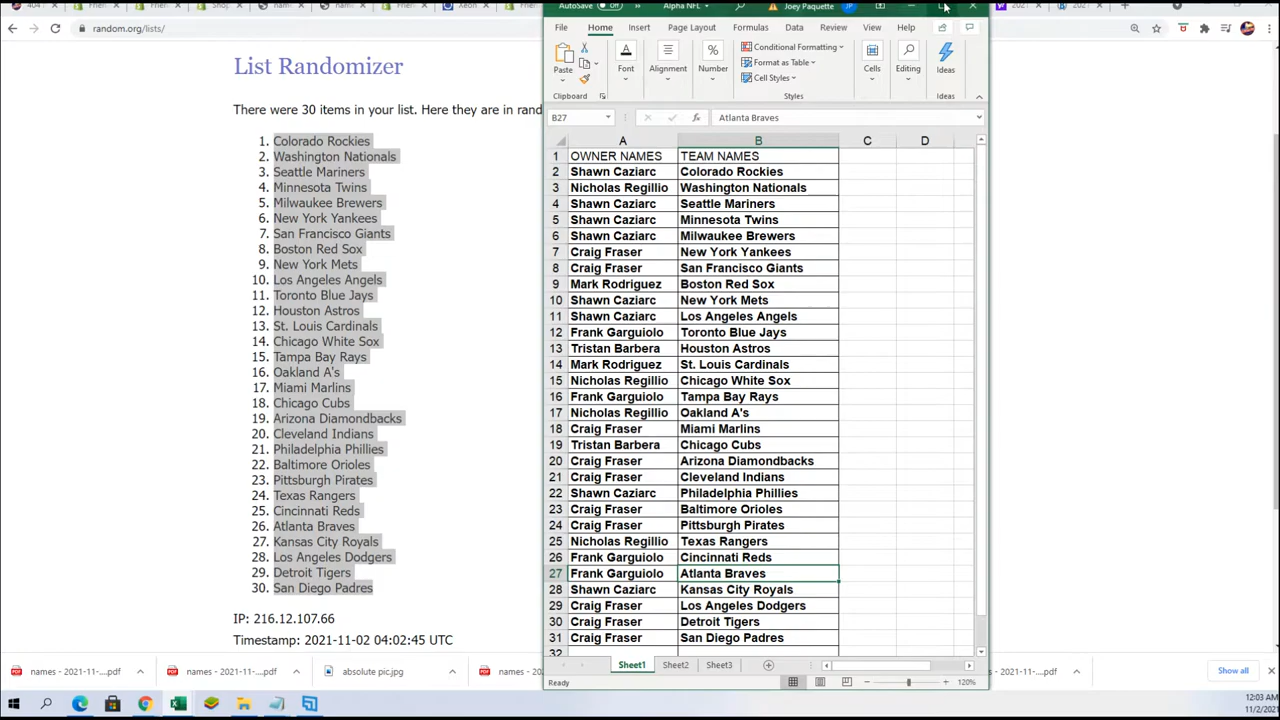 Shop
Xeon
AutoSave Off
Alpha NFL
Joey Paquette
JP
2021
random.org/lists/
File Home Insert Page Layout Formulas Data Review View Help
List Randomizer
Conditional Formatting
Format as Table
Cell Styles
Paste Font Alignment Number Cells Editing Ideas
Clipboard Styles Ideas
There were 30 items in your list. Here they are in rand
B27 fx Atlanta Braves
A B C D
1 OWNER NAMES TEAM NAMES
2 Shawn Caziarc Colorado Rockies
3 Nicholas Regillio Washington Nationals
4 Shawn Caziarc Seattle Mariners
5 Shawn Caziarc Minnesota Twins
6 Shawn Caziarc Milwaukee Brewers
7 Craig Fraser New York Yankees
8 Craig Fraser San Francisco Giants
9 Mark Rodriguez Boston Red Sox
10 Shawn Caziarc New York Mets
11 Shawn Caziarc Los Angeles Angels
12 Frank Garguiolo Toronto Blue Jays
13 Tristan Barbera Houston Astros
14 Mark Rodriguez St. Louis Cardinals
15 Nicholas Regillio Chicago White Sox
16 Frank Garguiolo Tampa Bay Rays
17 Nicholas Regillio Oakland A's
18 Craig Fraser Miami Marlins
19 Tristan Barbera Chicago Cubs
20 Craig Fraser Arizona Diamondbacks
21 Craig Fraser Cleveland Indians
22 Shawn Caziarc Philadelphia Phillies
23 Craig Fraser Baltimore Orioles
24 Craig Fraser Pittsburgh Pirates
25 Nicholas Regillio Texas Rangers
26 Frank Garguiolo Cincinnati Reds
27 Frank Garguiolo Atlanta Braves
28 Shawn Caziarc Kansas City Royals
29 Craig Fraser Los Angeles Dodgers
30 Craig Fraser Detroit Tigers
31 Craig Fraser San Diego Padres
32
1. Colorado Rockies
2. Washington Nationals
3. Seattle Mariners
4. Minnesota Twins
5. Milwaukee Brewers
6. New York Yankees
7. San Francisco Giants
8. Boston Red Sox
9. New York Mets
10. Los Angeles Angels
11. Toronto Blue Jays
12. Houston Astros
13. St. Louis Cardinals
14. Chicago White Sox
15. Tampa Bay Rays
16. Oakland A's
17. Miami Marlins
18. Chicago Cubs
19. Arizona Diamondbacks
20. Cleveland Indians
21. Philadelphia Phillies
22. Baltimore Orioles
23. Pittsburgh Pirates
24. Texas Rangers
25. Cincinnati Reds
26. Atlanta Braves
27. Kansas City Royals
28. Los Angeles Dodgers
29. Detroit Tigers
30. San Diego Padres
IP: 216.12.107.66
Timestamp: 2021-11-02 04:02:45 UTC
Sheet1 Sheet2 Sheet3
Ready 120%
names - 2021-11-....pdf
names - 2021-11-....pdf
absolute pic.jpg
names - 2021-1
....pdf
Show all
12:03 AM
11/2/2021